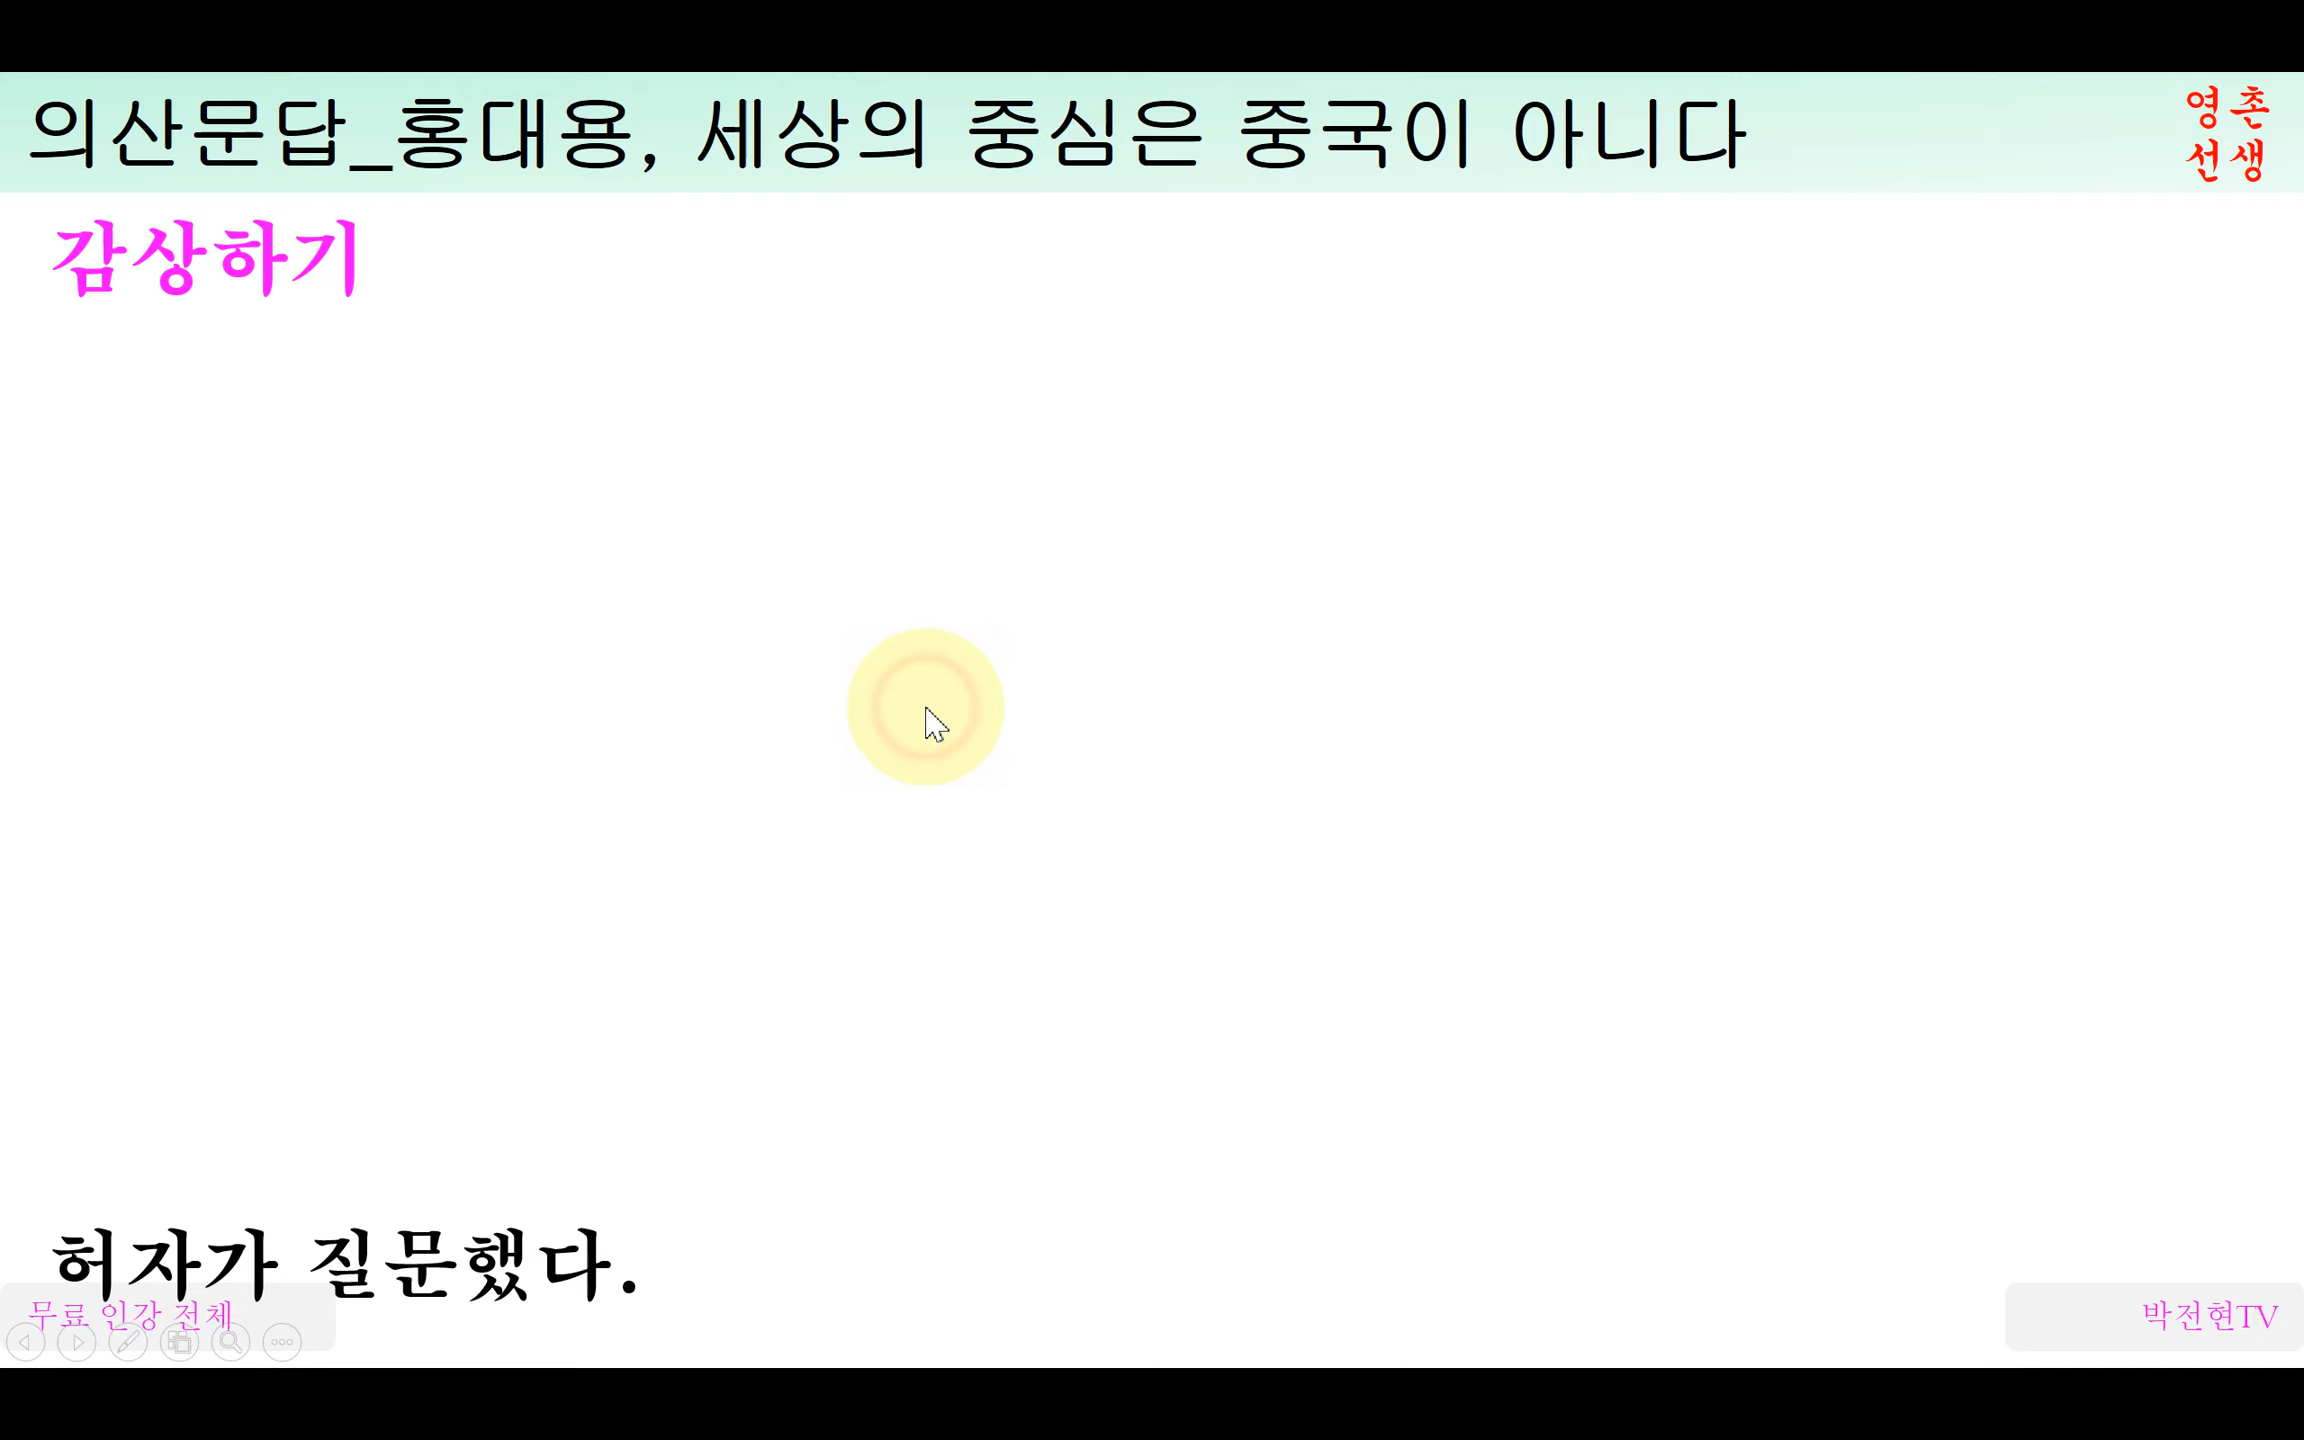 의산문답_홍대용, 세상의 중심은 중국이 아니다
영촌
선생
감상하기
허자가 질문했다.
무료 인강 전체
박전현TV